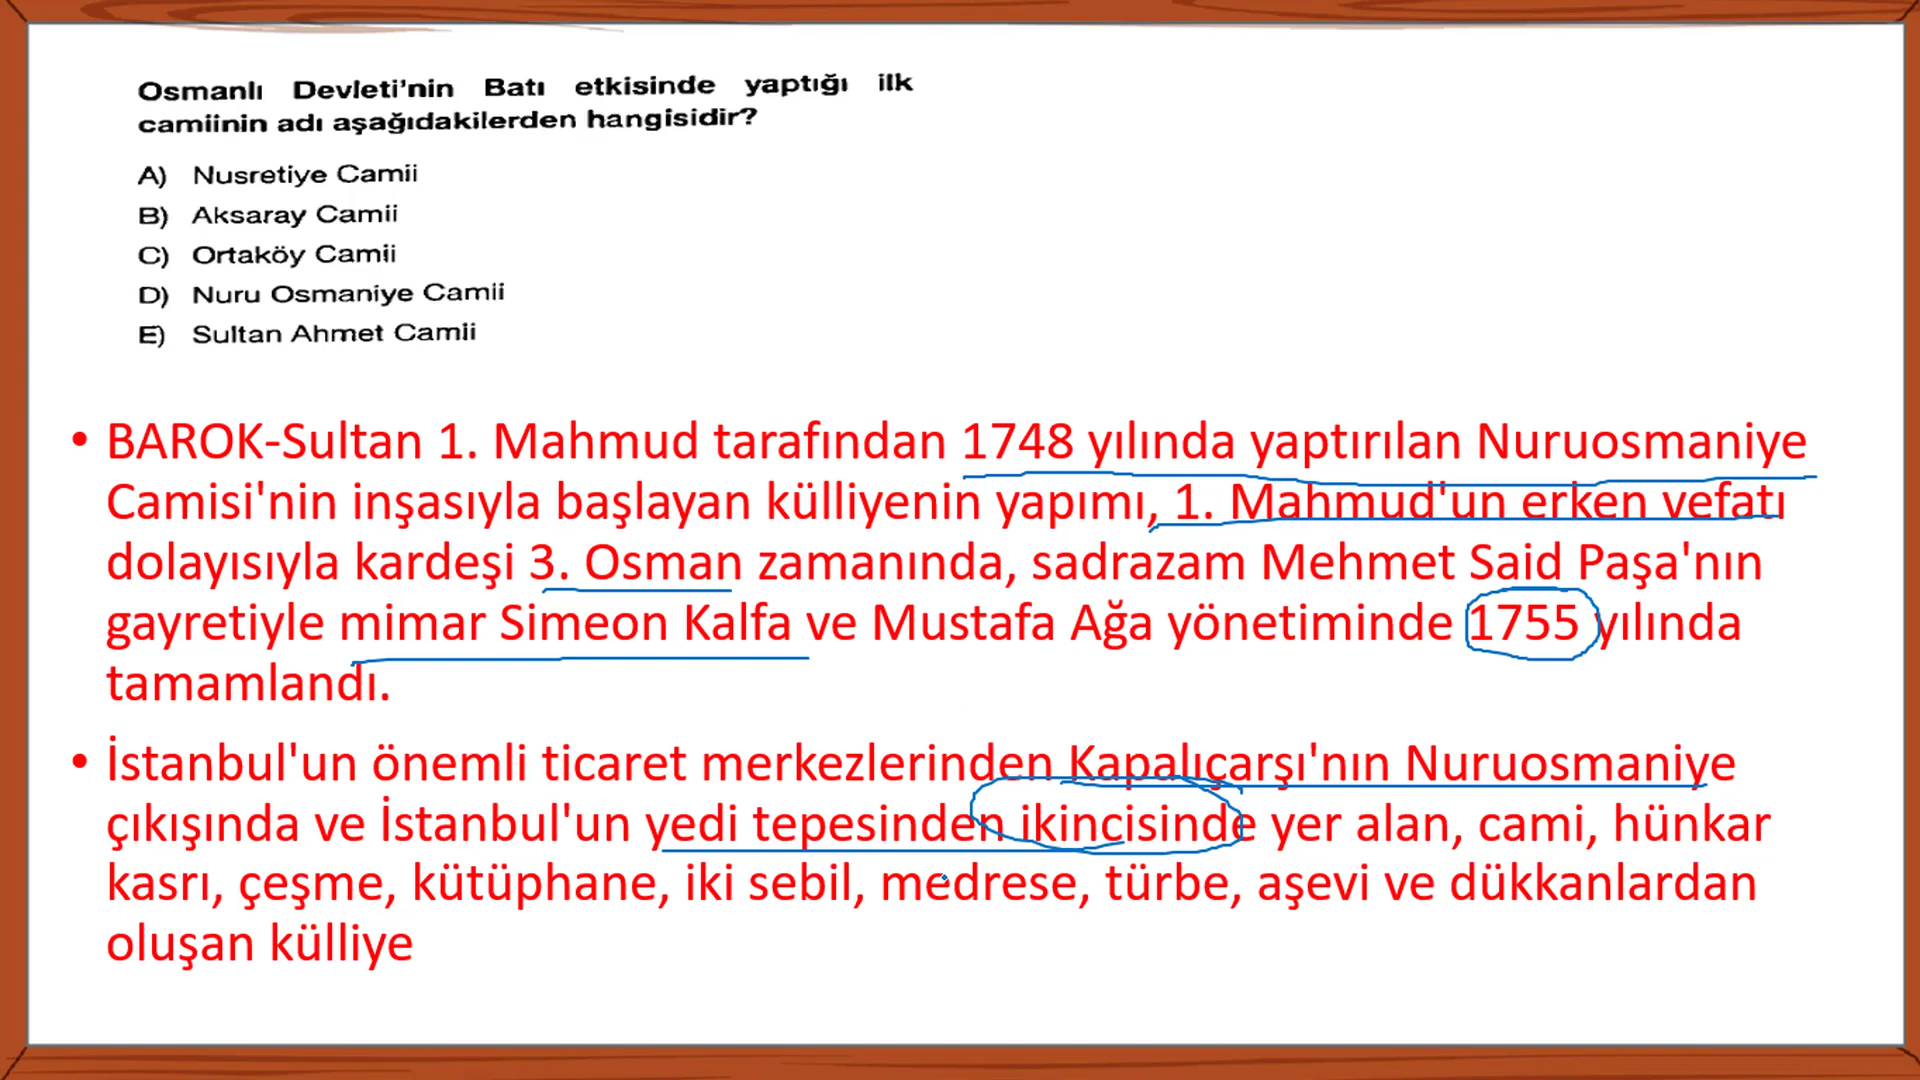 Osmanlı Devleti'nin Batı etkisinde yaptığı ilk
camiinin adı aşağıdakilerden hangisidir?
A) Nusretiye Camii
B) Aksaray Camii
C) Ortaköy Camii
D) Nuru Osmaniye Camii
E) Sultan Ahmet Camii
• BAROK-Sultan 1. Mahmud tarafından 1748 yılında yaptırılan Nuruosmaniye
Camisi'nin inşasıyla başlayan külliyenin yapımı, 1. Mahmud'un erken vefatı
dolayısıyla kardeşi 3. Osman zamanında, sadrazam Mehmet Said Paşa'nın
gayretiyle mimar Simeon Kalfa ve Mustafa Ağa yönetiminde 1755 yılında
tamamlandı.
• İstanbul'un önemli ticaret merkezlerinden Kapalıçarşı'nın Nuruosmaniye
çıkışında ve İstanbul'un yedi tepesinden ikincisinde yer alan, cami, hünkar
kasrı, çeşme, kütüphane, iki sebil, medrese, türbe, aşevi ve dükkanlardan
oluşan külliye